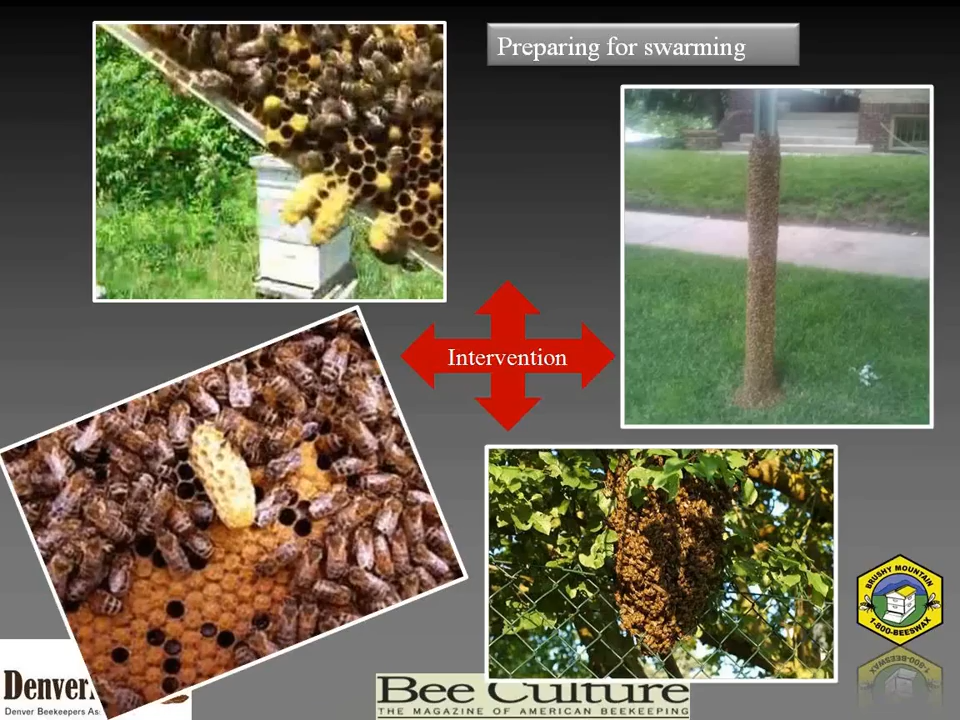 Preparing for swarming
Intervention
BRUSHY MOUNTAIN
1-800-BEESWAX
Denver
Denver Beekeepers
Bee Culture
THE MAGAZINE OF AMERICAN BEEKEEPING